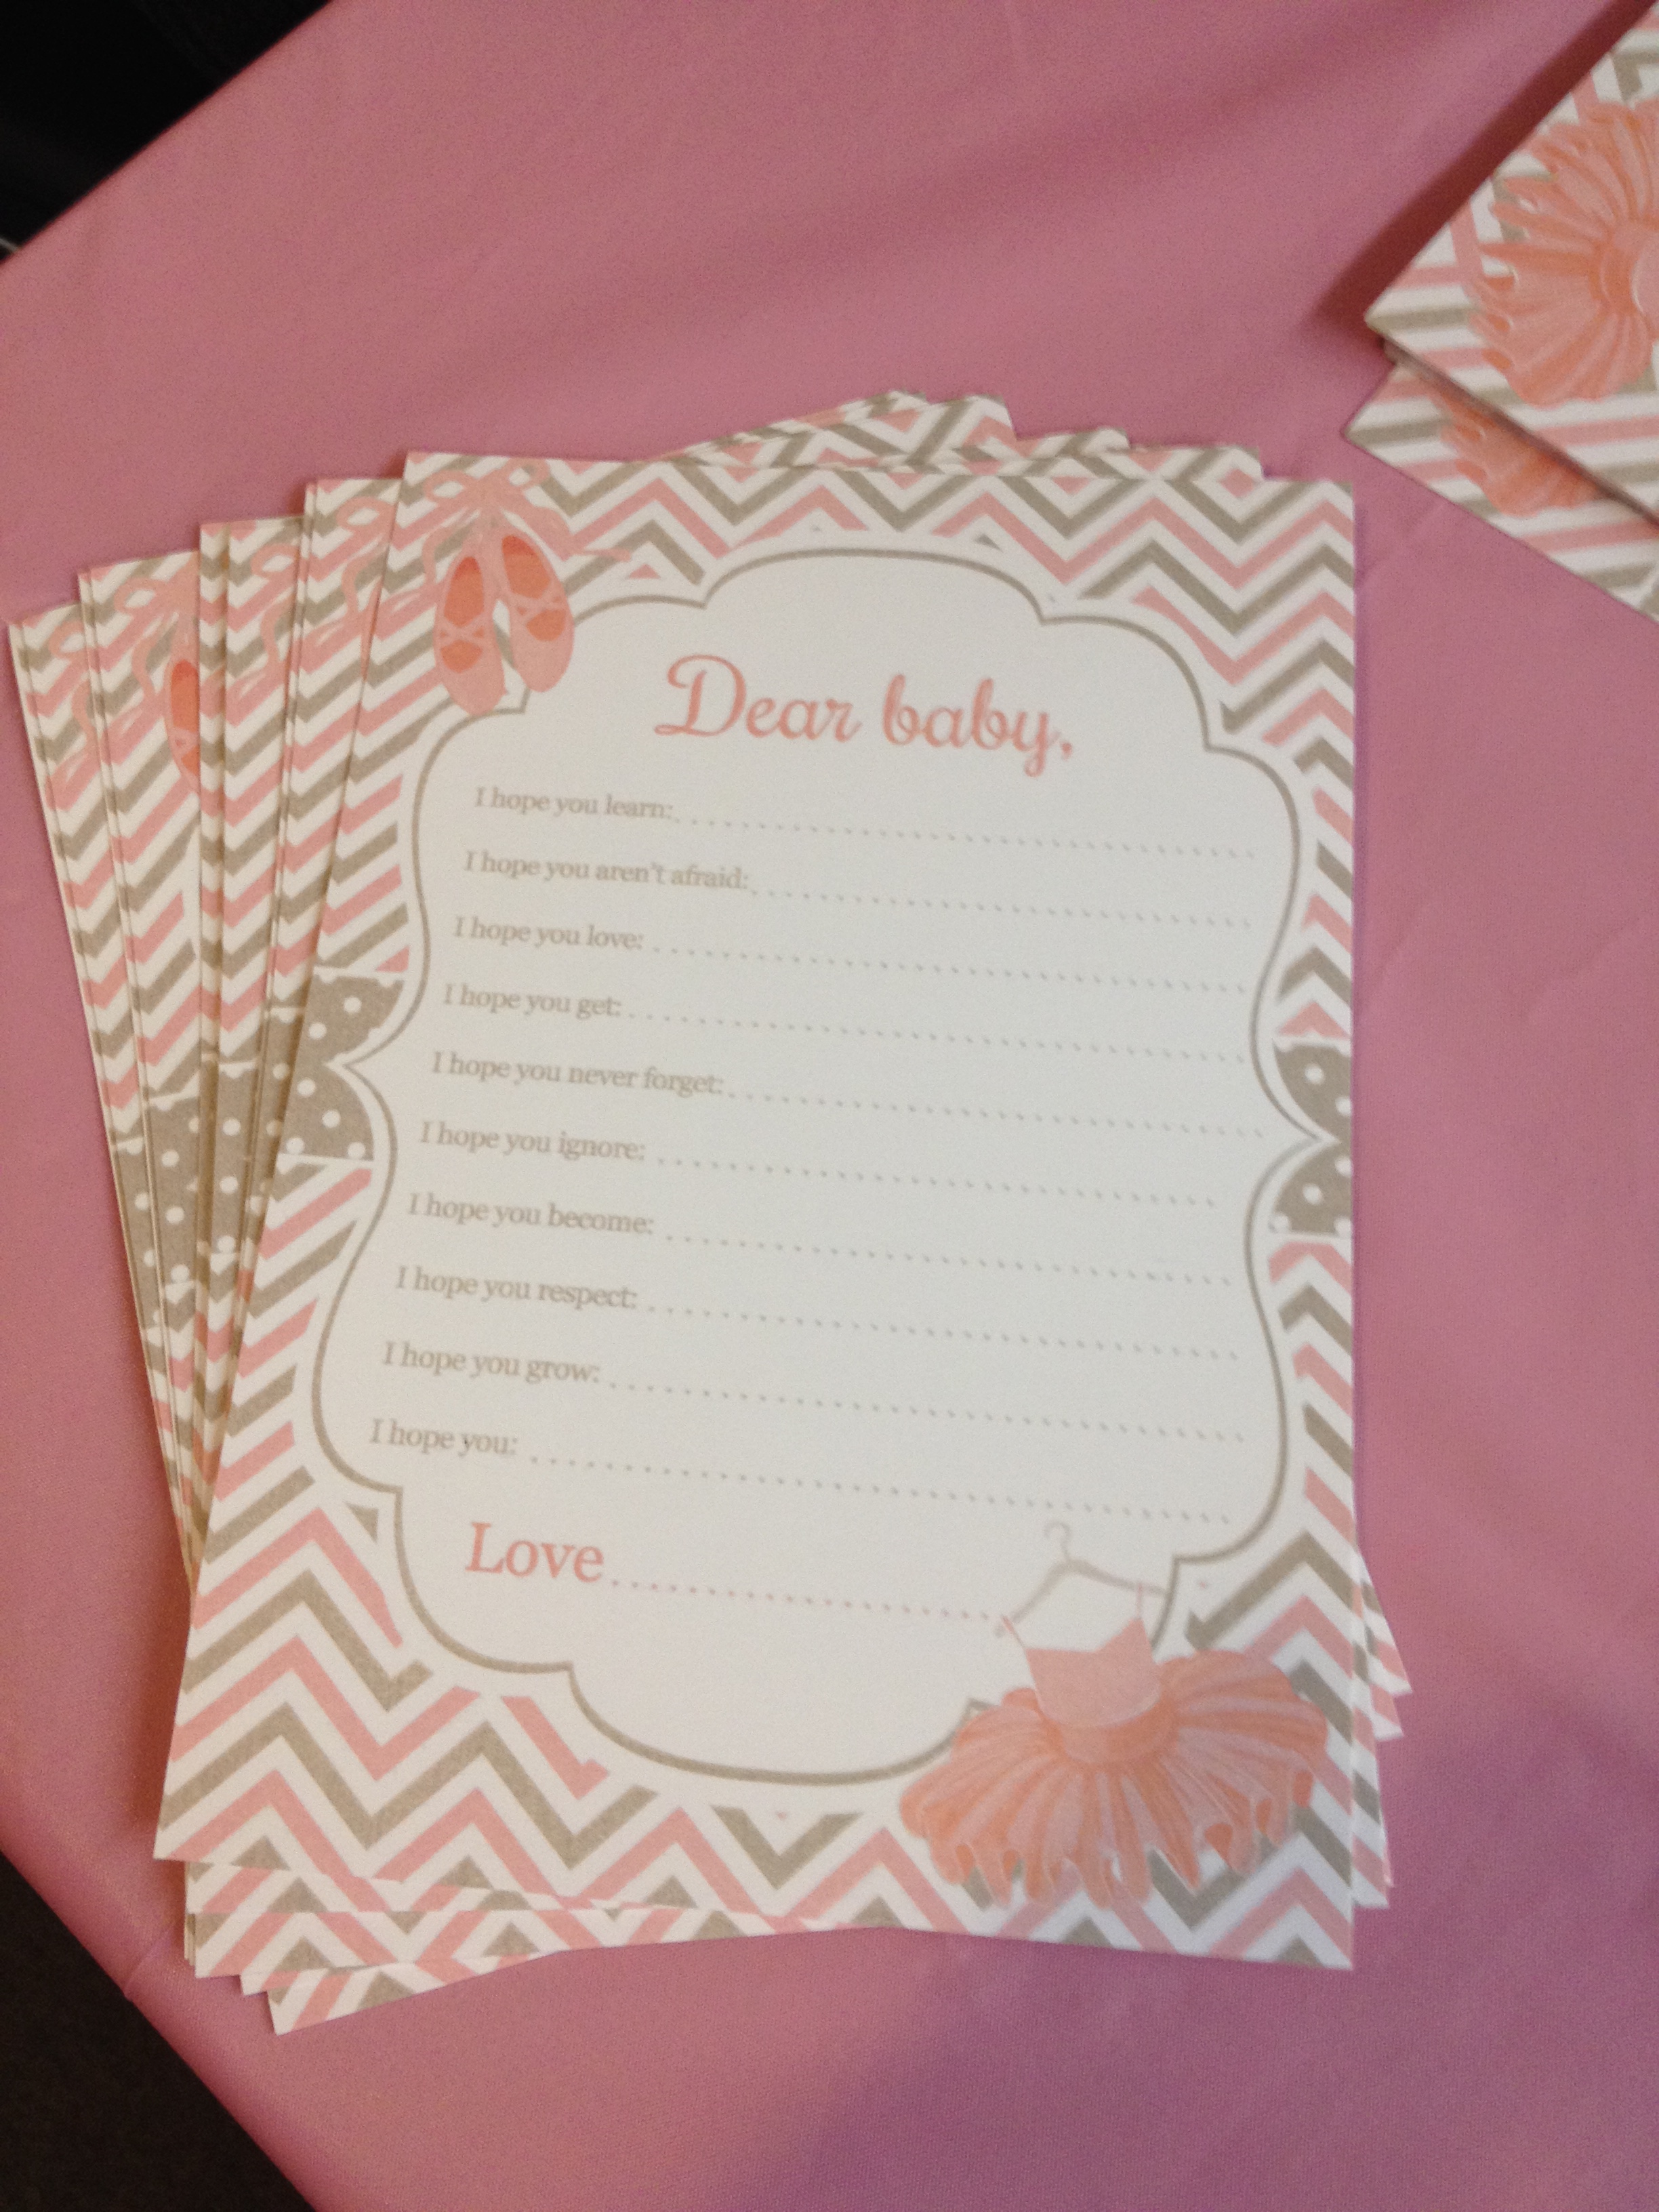 Dear baby,
I hope you learn:
I hope you aren't afraid:
I hope you love:
I hope you get:
I hope you never forget:
I hope you ignore:
I hope you become:
I hope you respect:
I hope you grow:
I hope you:
Love